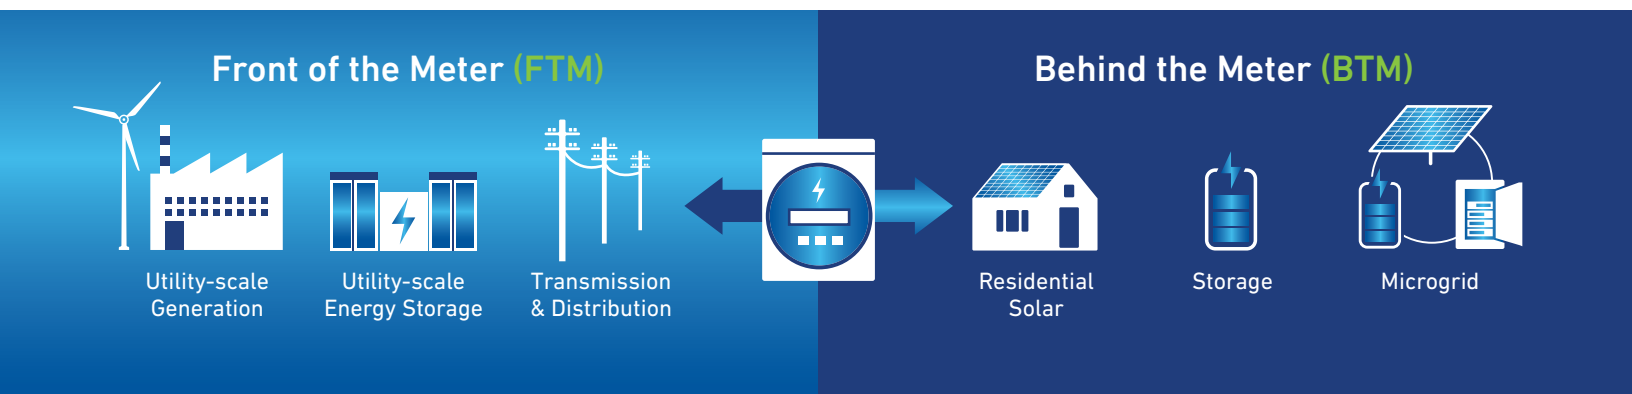 Front of the Meter (FTM)
Utility-scale
Generation
Utility-scale
Energy Storage
Transmission
& Distribution
Behind the Meter (BTM)
Residential
Solar
Storage
Microgrid